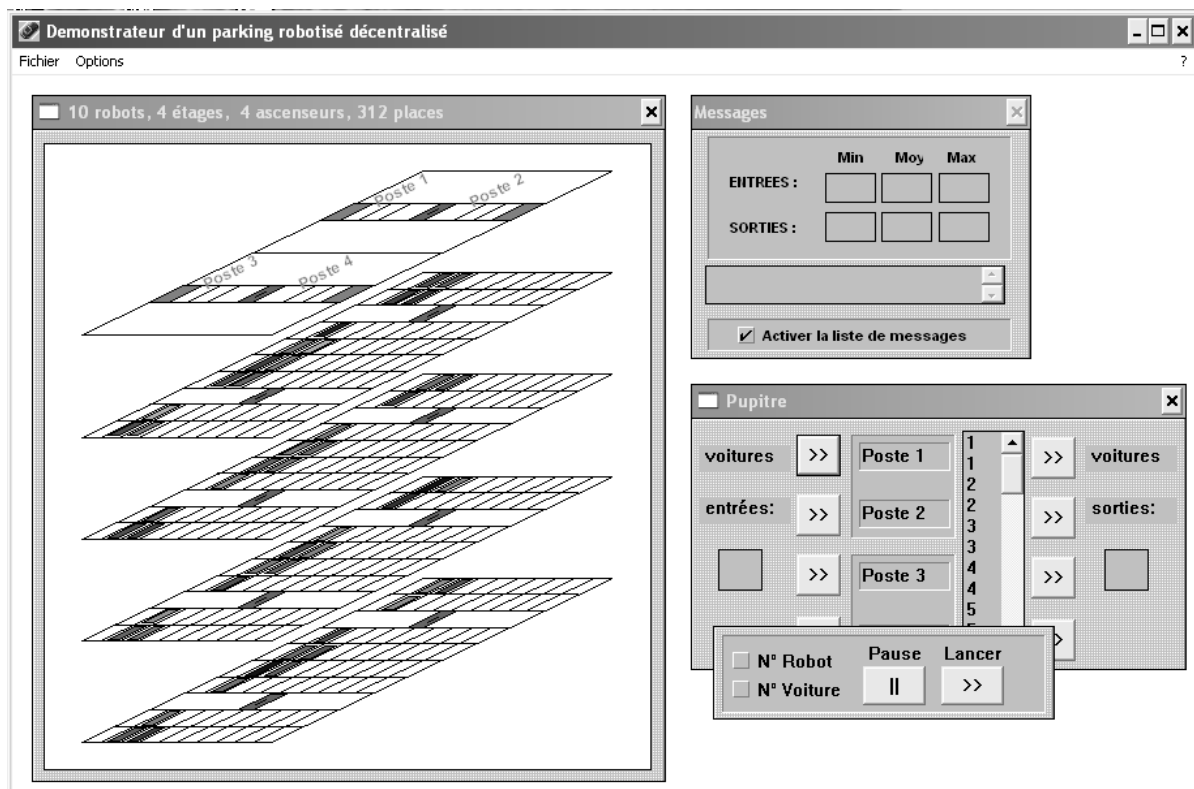 Demonstrateur d'un parking robotisé décentralisé
Fichier Options ?
10 robots, 4 étages, 4 ascenseurs, 312 places
Poste 1
Poste 2
Poste 3
Poste 4
Messages
Min Moy Max
ENTREES :
SORTIES :
Activer la liste de messages
Pupitre
voitures >> Poste 1 >> voitures
entrées: >> Poste 2 >> sorties:
>> Poste 3 >>
1
1
2
2
3
3
4
4
5
N° Robot
N° Voiture
Pause Lancer
|| >>